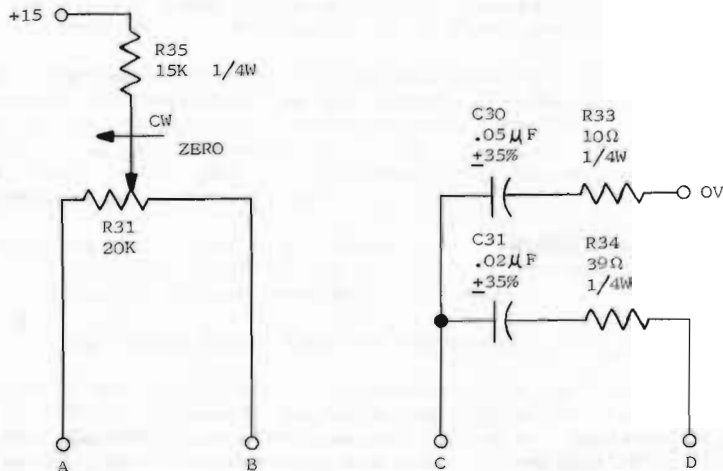 +15
R35
15K 1/4W
CW
ZERO
R31
20K
A
B
C30
.05μF
±35%
R33
10Ω
1/4W
0V
C31
.02μF
±35%
R34
39Ω
1/4W
C
D